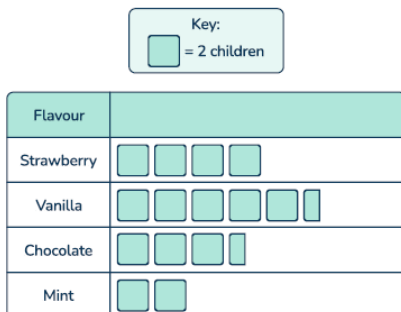 Key:
= 2 children
Flavour
Strawberry
Vanilla
Chocolate
Mint